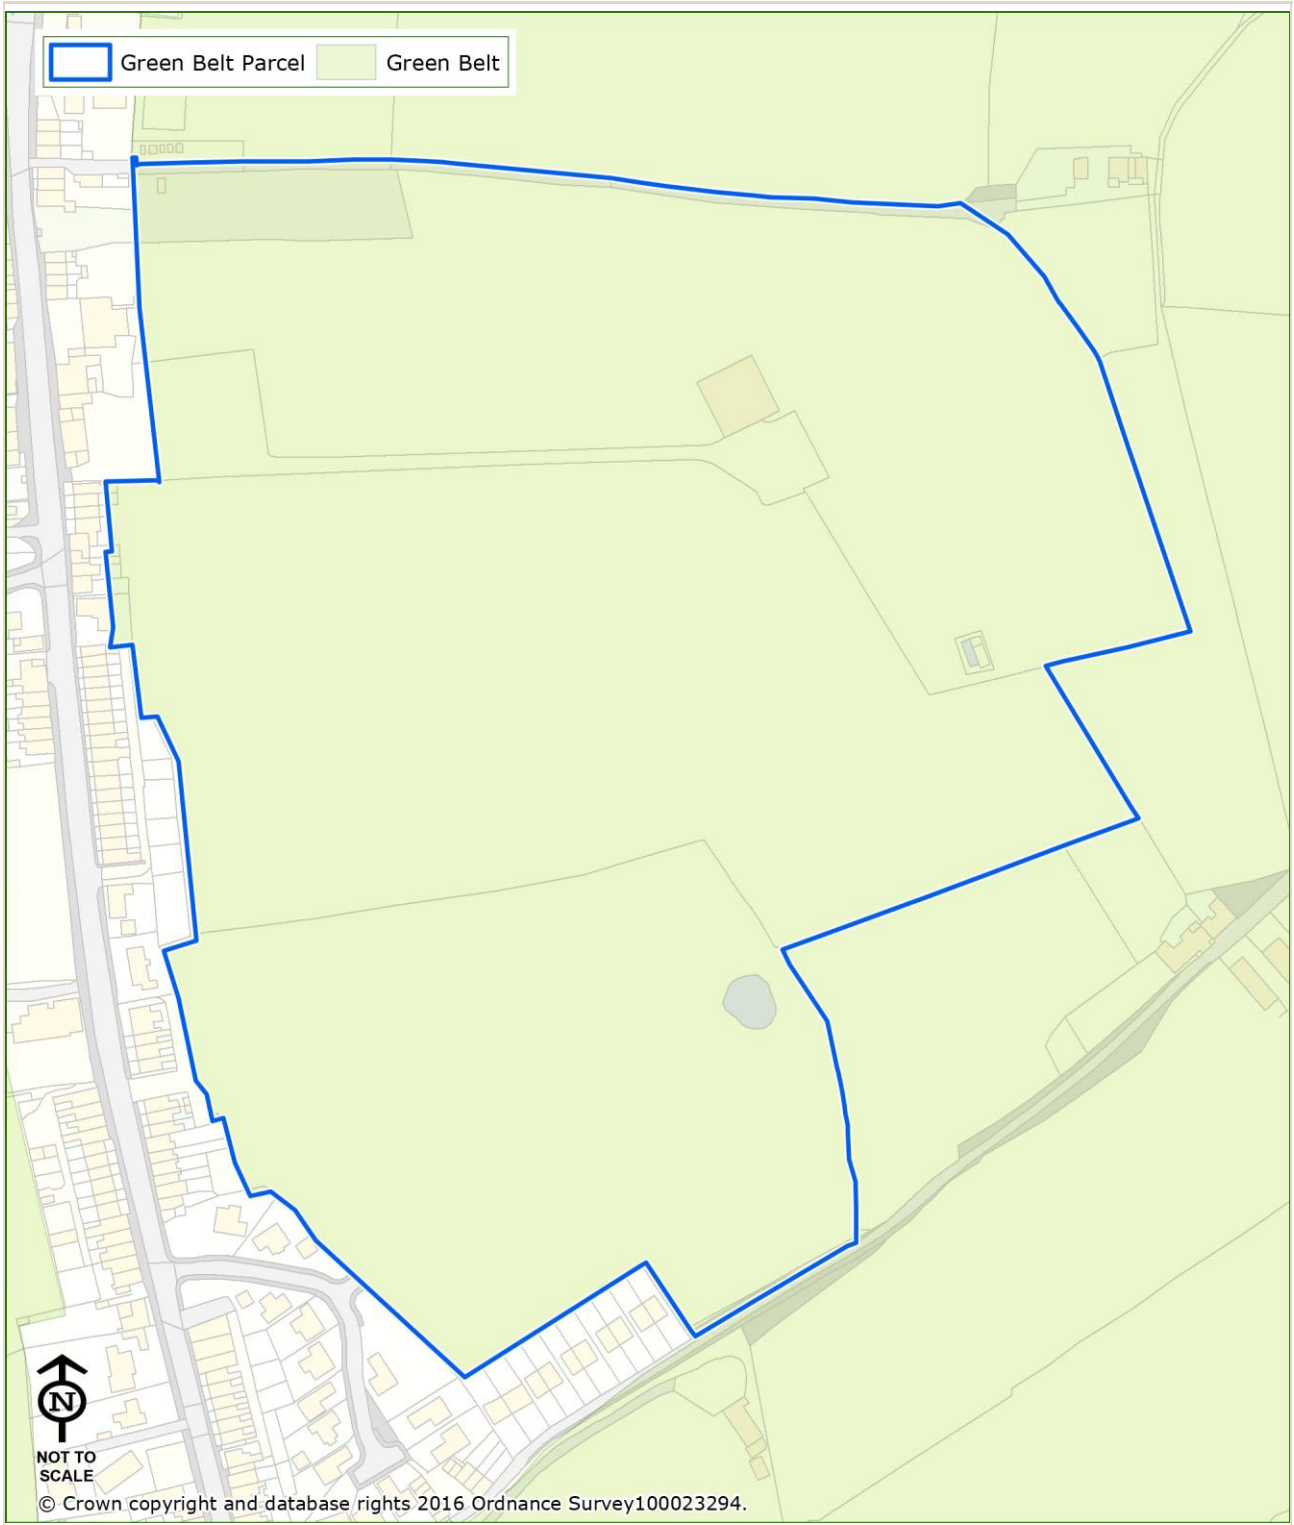 Green Belt Parcel Green Belt
N
NOT TO
SCALE
© Crown copyright and database rights 2016 Ordnance Survey100023294.